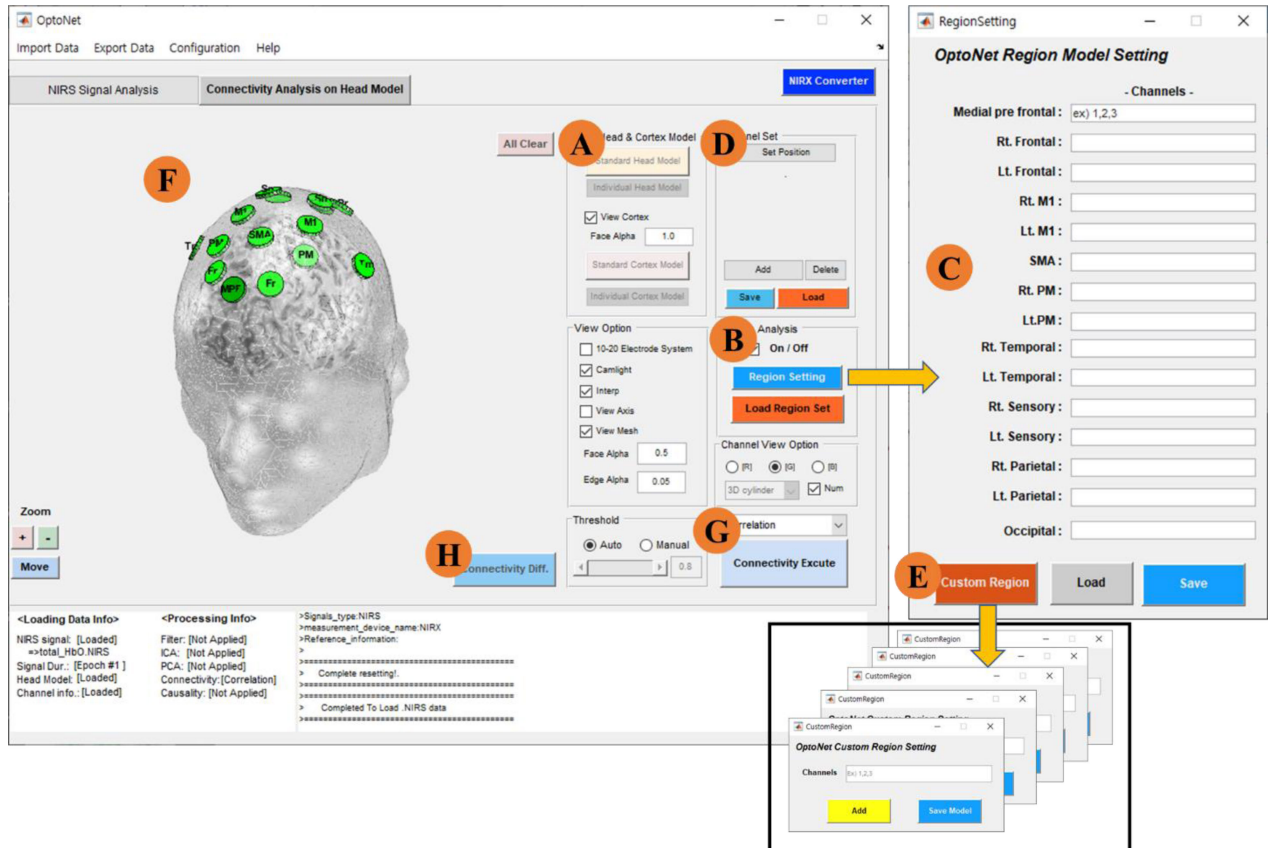 OptoNet
Import Data Export Data Configuration Help
NIRS Signal Analysis
Connectivity Analysis on Head Model
NIRX Converter
All Clear
A
Head & Cortex Model
Standard Head Model
Individual Head Model
View Cortex
Face Alpha 1.0
Standard Cortex Model
Individual Cortex Model
D
Set
Set Position
-
Add Delete
Save Load
F
M1
SMA
M1
PM
PM
Fr
Fr
MPF
View Option
10-20 Electrode System
Camlight
Interp
View Axis
View Mesh
Face Alpha 0.5
Edge Alpha 0.05
B
Analysis
On / Off
Region Setting
Load Region Set
Channel View Option
[R] [G] [B]
3D cylinder Num
Zoom
+ -
Move
Threshold
Auto Manual
0.8
G
Connectivity Excute
H
Connectivity Diff.
<Loading Data Info>
NIRS signal: [Loaded]
=>total_HbO.NIRS
Signal Dur.: [Epoch #1 ]
Head Model: [Loaded]
Channel info.: [Loaded]
<Processing Info>
Filter: [Not Applied]
ICA: [Not Applied]
PCA: [Not Applied]
Connectivity:[Correlation]
Causality: [Not Applied]
>Signals_type:NIRS
>measurement_device_name:NIRX
>Reference_information:
>
> Complete resetting!.
> Completed To Load .NIRS data
RegionSetting
OptoNet Region Model Setting
- Channels -
Medial pre frontal : ex) 1,2,3
Rt. Frontal :
Lt. Frontal :
Rt. M1 :
Lt. M1 :
SMA :
C
Rt. PM :
Lt.PM :
Rt. Temporal :
Lt. Temporal :
Rt. Sensory :
Lt. Sensory :
Rt. Parietal :
Lt. Parietal :
Occipital :
E
Custom Region
Load
Save
CustomRegion
CustomRegion
CustomRegion
CustomRegion
CustomRegion
OptoNet Custom Region Setting
Channels Ex) 1,2,3
Add
Save Model